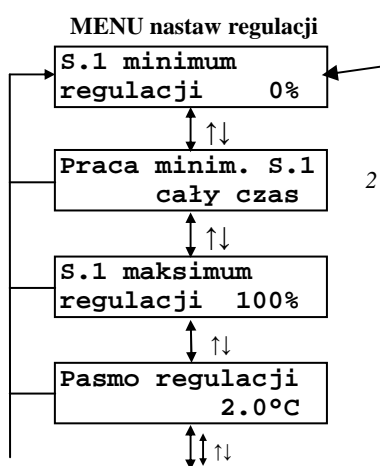 MENU nastaw regulacji
S.1 minimum
regulacji 0%
↑↓
Praca minim. S.1
cały czas
2
↑↓
S.1 maksimum
regulacji 100%
↑↓
Pasmo regulacji
2.0°C
↑↓